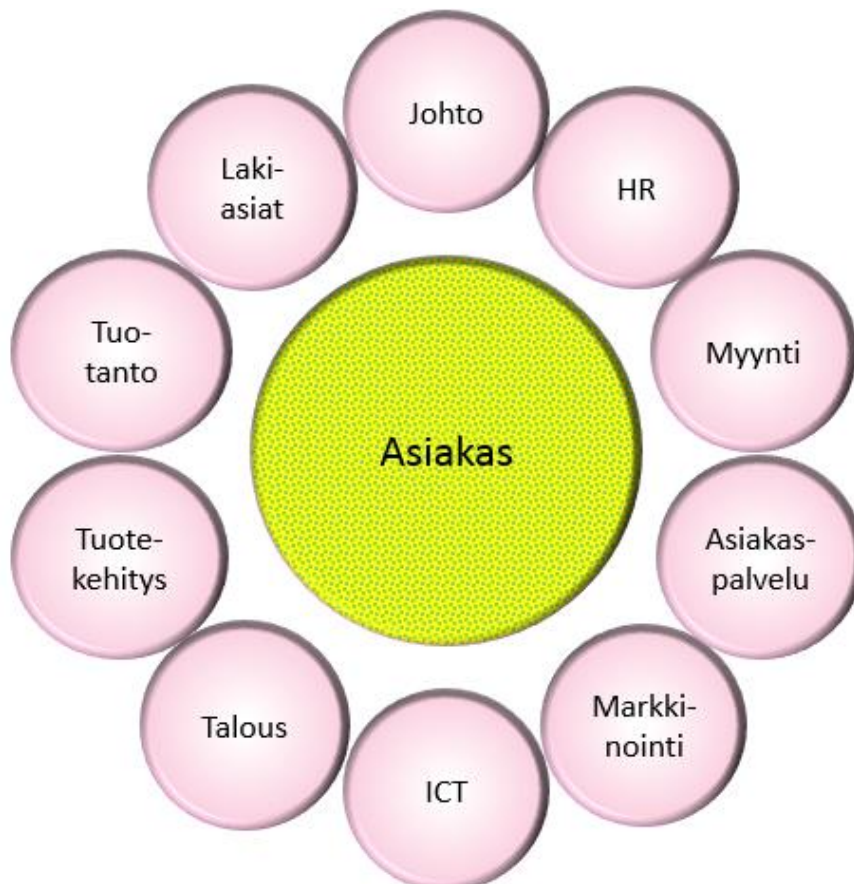 Johto
HR
Myynti
Asiakas-
palvelu
Markki-
nointi
ICT
Talous
Tuote-
kehitys
Tuo-
tanto
Laki-
asiat
Asiakas